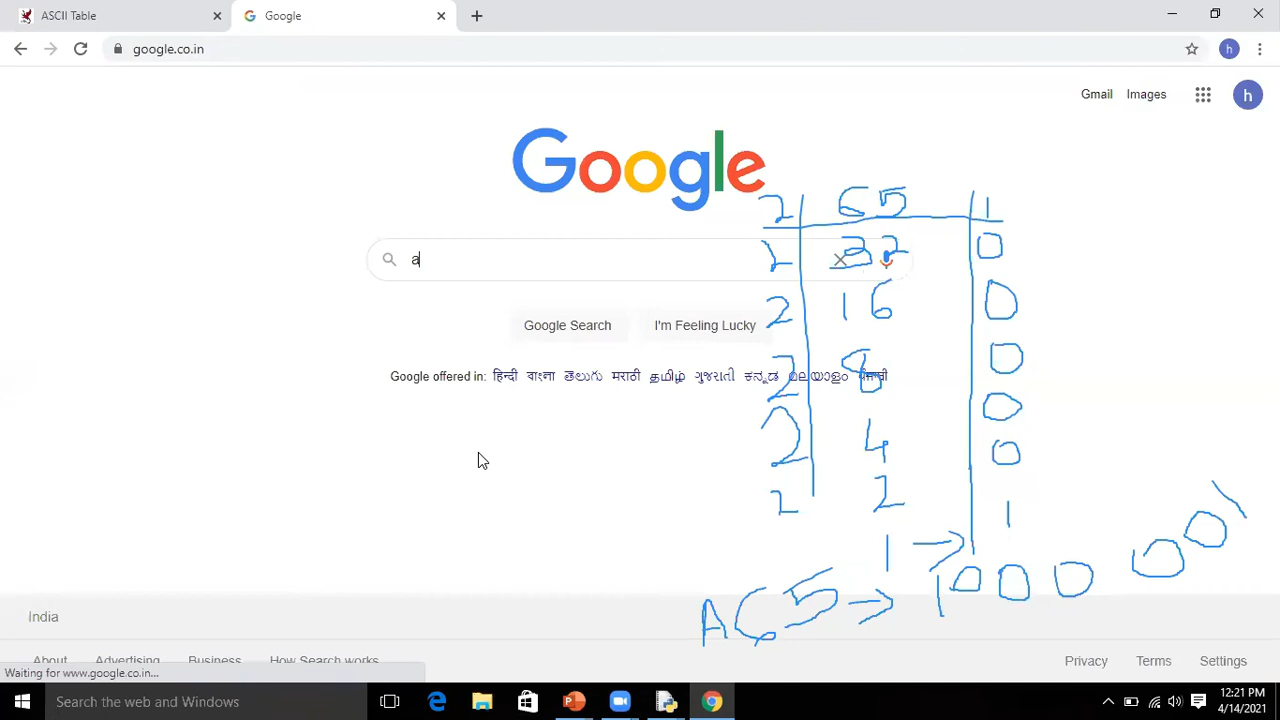 ASCII Table
Google
google.co.in
h
Gmail
Images
h
Google
2 65 1
a
2 32 0
2 16 0
Google Search
I'm Feeling Lucky
Google offered in: हिन्दी বাংলা తెలుగు मराठी தமிழ் ગુજરાતી ಕನ್ನಡ മലയാളം ਪੰਜਾਬੀ
2 8 0
0
2 4 0
2 2 1
1 →
A 65 → 1000 001
India
About
Advertising
Business
How Search works
Privacy
Terms
Settings
Waiting for www.google.co.in...
Search the web and Windows
12:21 PM
4/14/2021